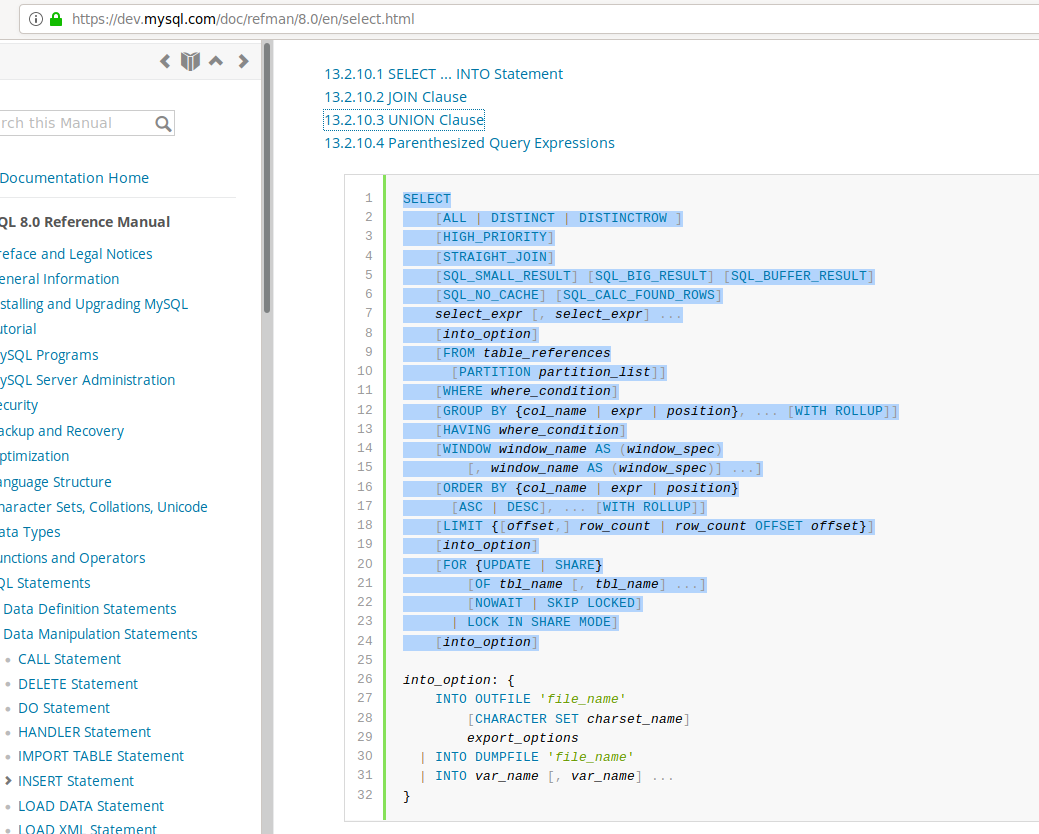 https://dev.mysql.com/doc/refman/8.0/en/select.html
rch this Manual
Documentation Home
QL 8.0 Reference Manual
reface and Legal Notices
eneral Information
stalling and Upgrading MySQL
utorial
ySQL Programs
ySQL Server Administration
ecurity
ackup and Recovery
ptimization
anguage Structure
haracter Sets, Collations, Unicode
ata Types
unctions and Operators
QL Statements
Data Definition Statements
Data Manipulation Statements
CALL Statement
DELETE Statement
DO Statement
HANDLER Statement
IMPORT TABLE Statement
INSERT Statement
LOAD DATA Statement
LOAD XML Statement
13.2.10.1 SELECT ... INTO Statement
13.2.10.2 JOIN Clause
13.2.10.3 UNION Clause
13.2.10.4 Parenthesized Query Expressions
1 SELECT
2 [ALL | DISTINCT | DISTINCTROW ]
3 [HIGH_PRIORITY]
4 [STRAIGHT_JOIN]
5 [SQL_SMALL_RESULT] [SQL_BIG_RESULT] [SQL_BUFFER_RESULT]
6 [SQL_NO_CACHE] [SQL_CALC_FOUND_ROWS]
7 select_expr [, select_expr] ...
8 [into_option]
9 [FROM table_references
10 [PARTITION partition_list]]
11 [WHERE where_condition]
12 [GROUP BY {col_name | expr | position}, ... [WITH ROLLUP]]
13 [HAVING where_condition]
14 [WINDOW window_name AS (window_spec)
15 [, window_name AS (window_spec)] ...]
16 [ORDER BY {col_name | expr | position}
17 [ASC | DESC], ... [WITH ROLLUP]]
18 [LIMIT {[offset,] row_count | row_count OFFSET offset}]
19 [into_option]
20 [FOR {UPDATE | SHARE}
21 [OF tbl_name [, tbl_name] ...]
22 [NOWAIT | SKIP LOCKED]
23 | LOCK IN SHARE MODE]
24 [into_option]
25
26 into_option: {
27 INTO OUTFILE 'file_name'
28 [CHARACTER SET charset_name]
29 export_options
30 | INTO DUMPFILE 'file_name'
31 | INTO var_name [, var_name] ...
32 }